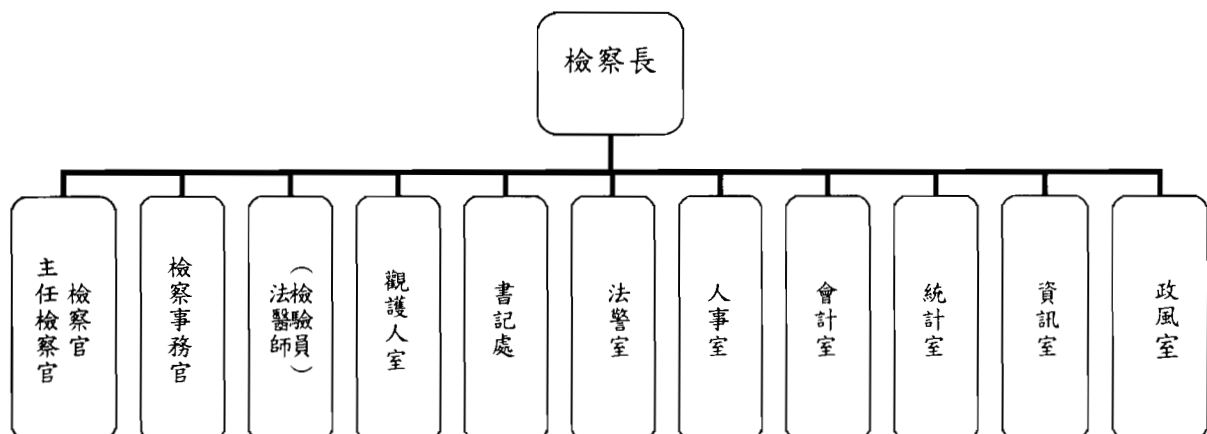 檢察長
主任檢察官
檢察官
檢察事務官
法醫師
（檢驗員）
觀護人室
書記處
法警室
人事室
會計室
統計室
資訊室
政風室